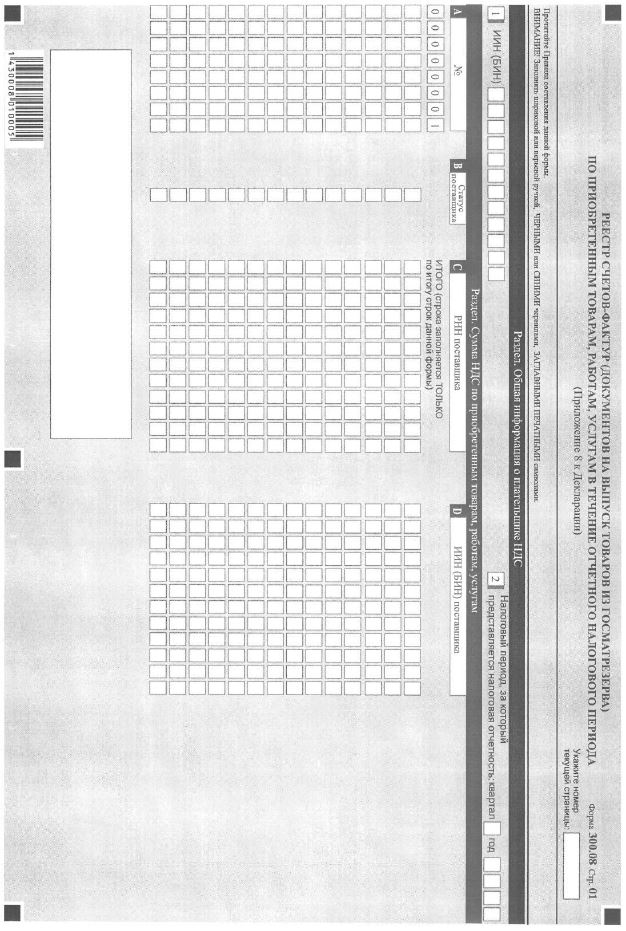 РЕЕСТР СЧЕТОВ-ФАКТУР (ДОКУМЕНТОВ НА ВЫПУСК ТОВАРОВ ИЗ ГОСМАТРЕЗЕРВА)
ПО ПРИОБРЕТЕННЫМ ТОВАРАМ, РАБОТАМ, УСЛУГАМ В ТЕЧЕНИЕ ОТЧЕТНОГО НАЛОГОВОГО ПЕРИОДА
(Приложение 8 к Декларации)
Форма 300.08 Стр. 01
Укажите номер
текущей страницы:
Прочитайте Правила составления данной формы.
ВНИМАНИЕ! Заполнять шариковой или перьевой ручкой, ЧЕРНЫМИ или СИНИМИ чернилами, ЗАГЛАВНЫМИ ПЕЧАТНЫМИ символами.
Раздел. Общая информация о плательщике НДС
1 ИИН (БИН)
2 Налоговый период, за который
представляется налоговая отчетность: квартал год
Раздел. Сумма НДС по приобретенным товарам, работам, услугам
A №
B Статус
поставщика
C РНН поставщика
D ИИН (БИН) поставщика
0 0 0 0 0 0 0 1
ИТОГО (строка заполняется ТОЛЬКО
по итогу строк данной формы)
1430008010005